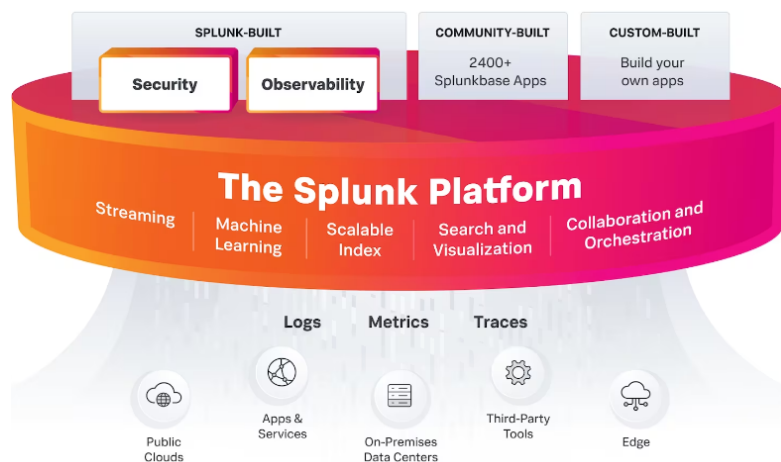 SPLUNK-BUILT
Security
Observability
COMMUNITY-BUILT
2400+
Splunkbase Apps
CUSTOM-BUILT
Build your
own apps
The Splunk Platform
Streaming
Machine
Learning
Scalable
Index
Search and
Visualization
Collaboration and
Orchestration
Logs
Metrics
Traces
Public
Clouds
Apps &
Services
On-Premises
Data Centers
Third-Party
Tools
Edge